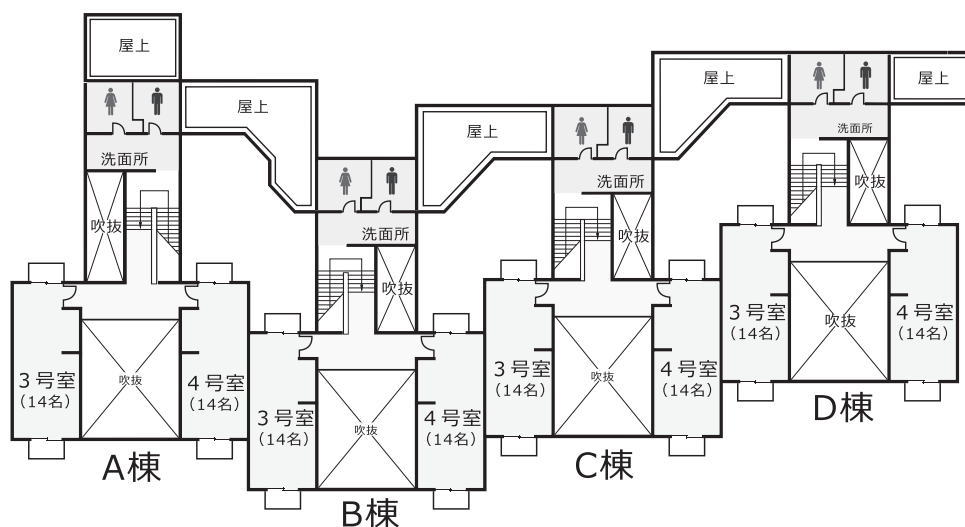 屋上
洗面所
吹抜
3号室
(14名)
吹抜
4号室
(14名)
A棟
屋上
洗面所
吹抜
3号室
(14名)
吹抜
4号室
(14名)
B棟
屋上
洗面所
吹抜
3号室
(14名)
吹抜
4号室
(14名)
C棟
屋上
洗面所
吹抜
3号室
(14名)
吹抜
4号室
(14名)
D棟
屋上